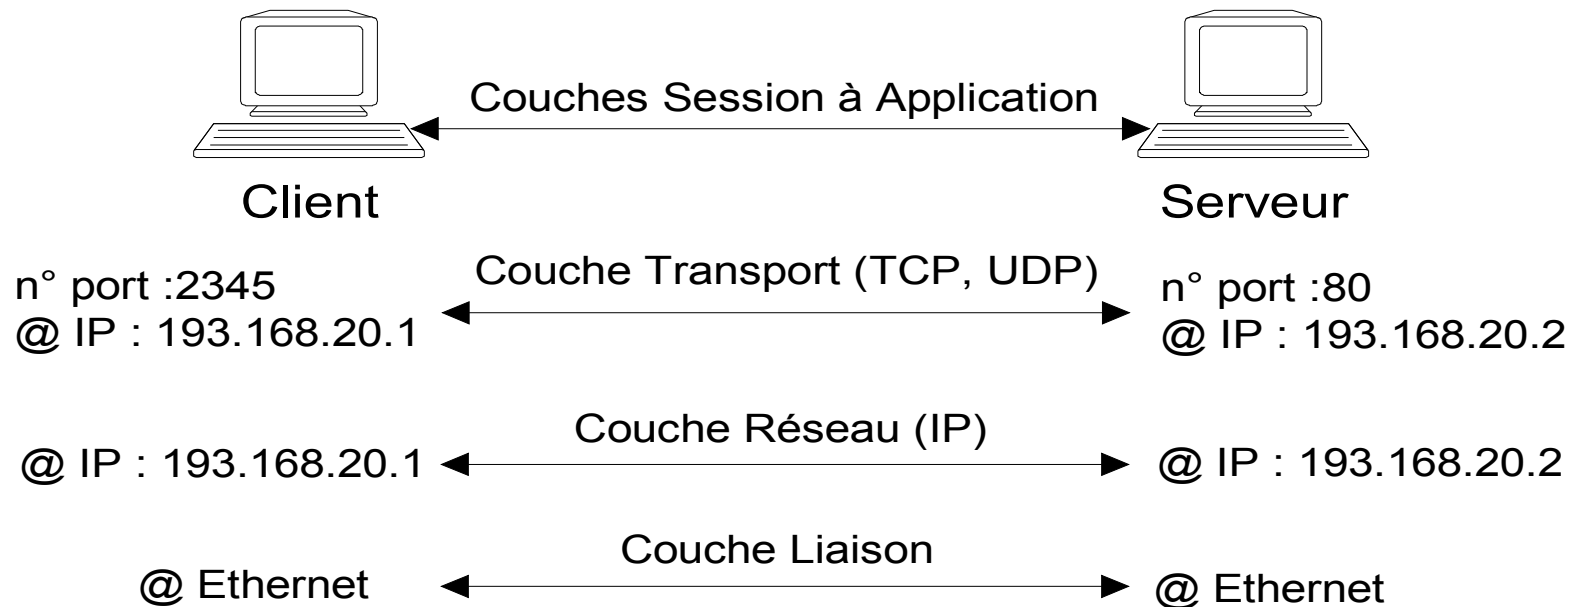 Couches Session à Application
Client
Serveur
Couche Transport (TCP, UDP)
n° port :2345
@ IP : 193.168.20.1
n° port :80
@ IP : 193.168.20.2
Couche Réseau (IP)
@ IP : 193.168.20.1
@ IP : 193.168.20.2
Couche Liaison
@ Ethernet
@ Ethernet